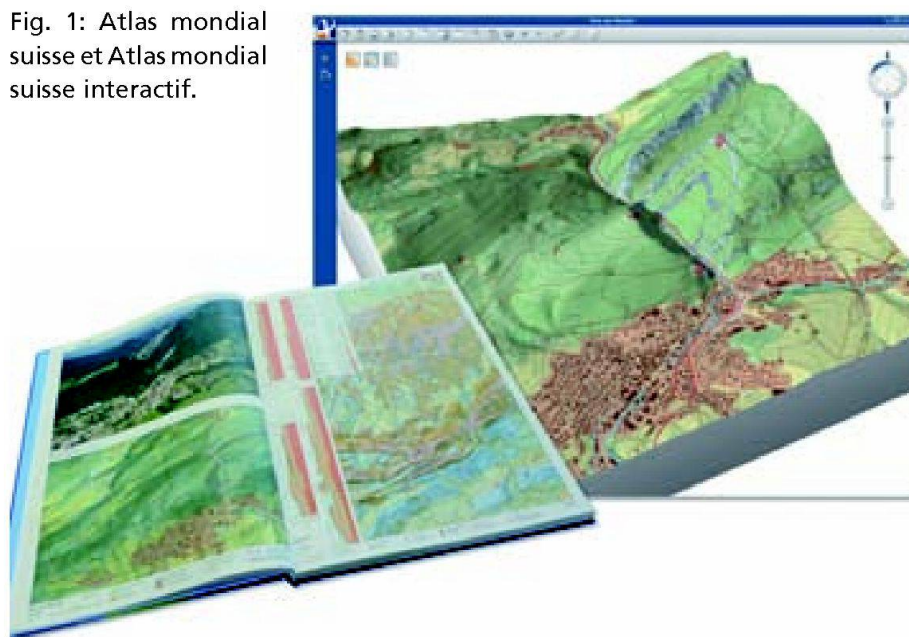 Fig. 1: Atlas mondial
suisse et Atlas mondial
suisse interactif.